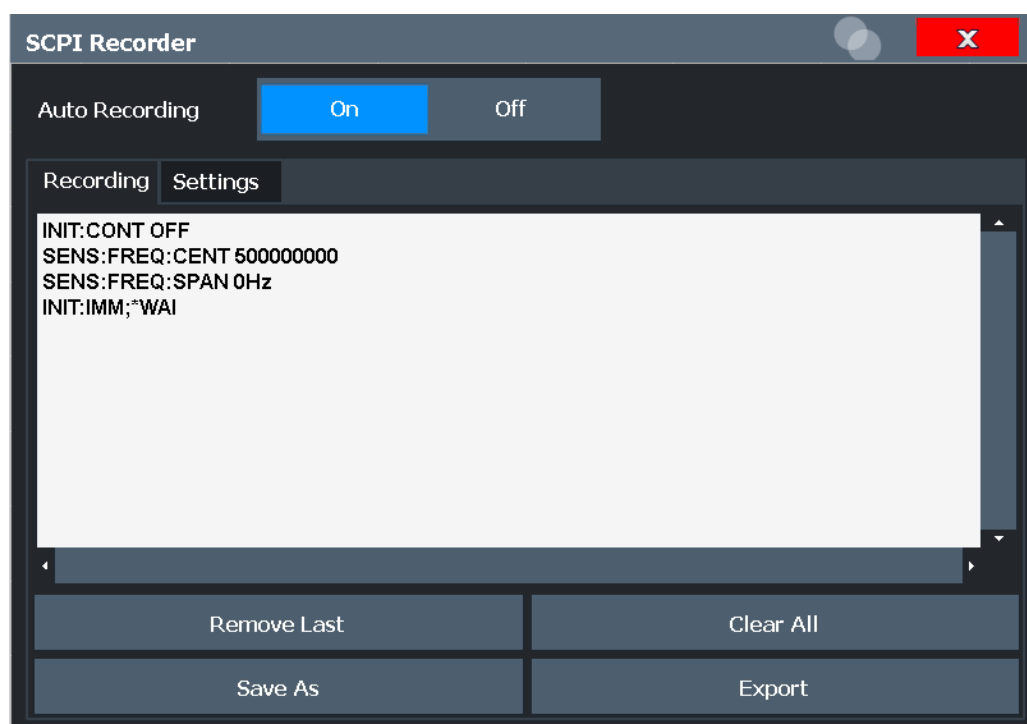 SCPI Recorder
X
Auto Recording On Off
Recording Settings
INIT:CONT OFF
SENS:FREQ:CENT 500000000
SENS:FREQ:SPAN 0Hz
INIT:IMM;*WAI
Remove Last Clear All
Save As Export